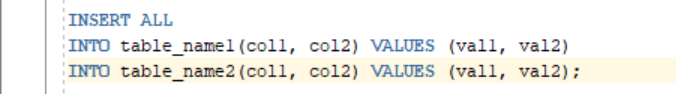 INSERT ALL
INTO table_name1(col1, col2) VALUES (val1, val2)
INTO table_name2(col1, col2) VALUES (val1, val2);